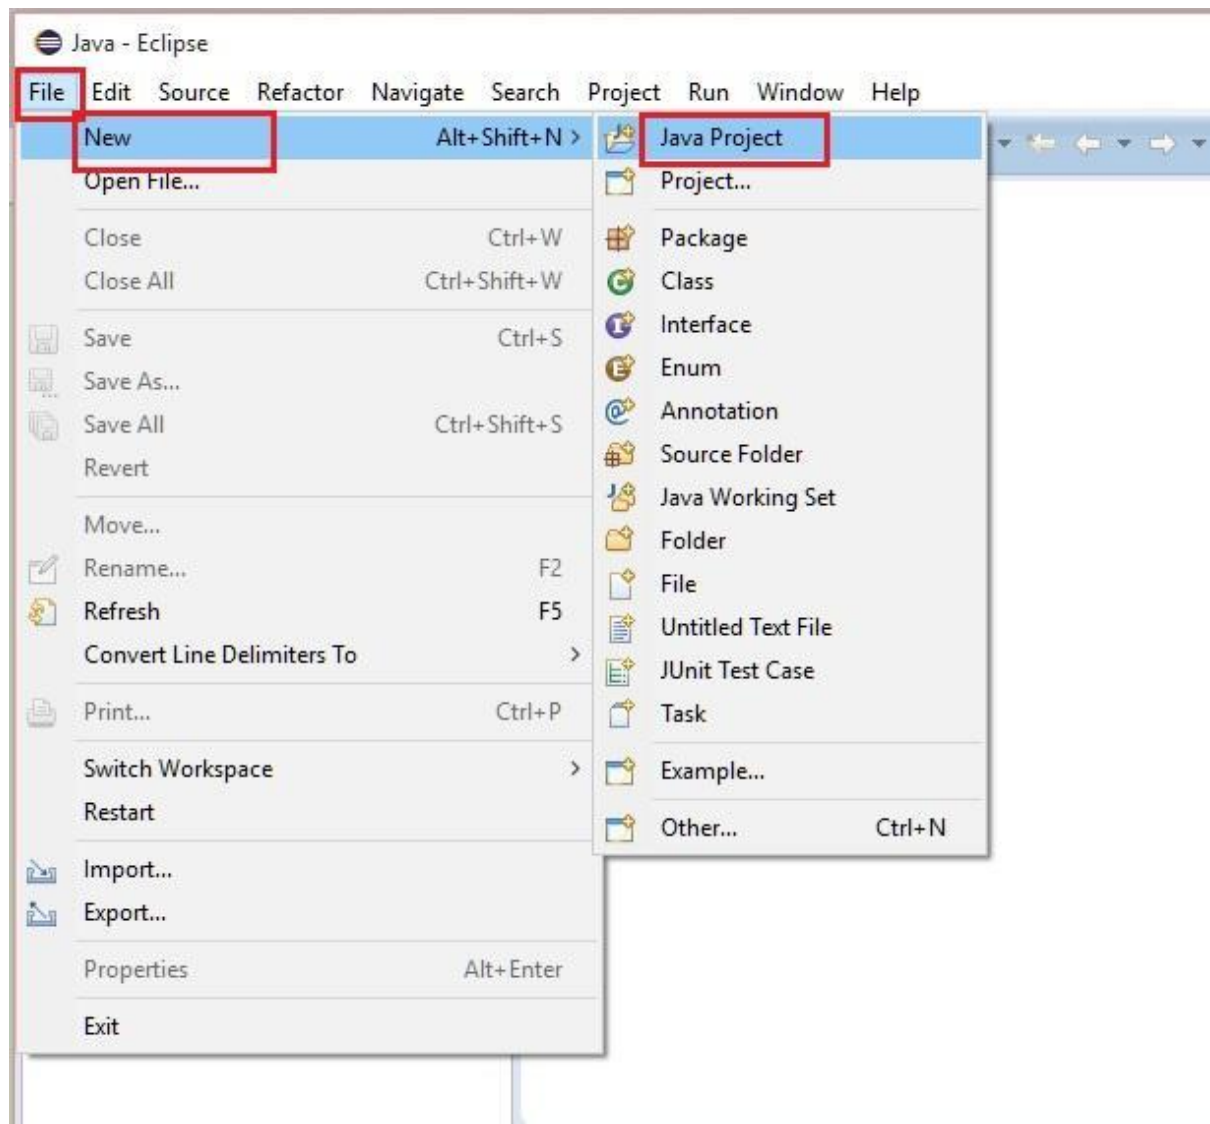 Java - Eclipse
File Edit Source Refactor Navigate Search Project Run Window Help
New Alt+Shift+N >
Open File...
Close Ctrl+W
Close All Ctrl+Shift+W
Save Ctrl+S
Save As...
Save All Ctrl+Shift+S
Revert
Move...
Rename... F2
Refresh F5
Convert Line Delimiters To >
Print... Ctrl+P
Switch Workspace >
Restart
Import...
Export...
Properties Alt+Enter
Exit
Java Project
Project...
Package
Class
Interface
Enum
Annotation
Source Folder
Java Working Set
Folder
File
Untitled Text File
JUnit Test Case
Task
Example...
Other... Ctrl+N